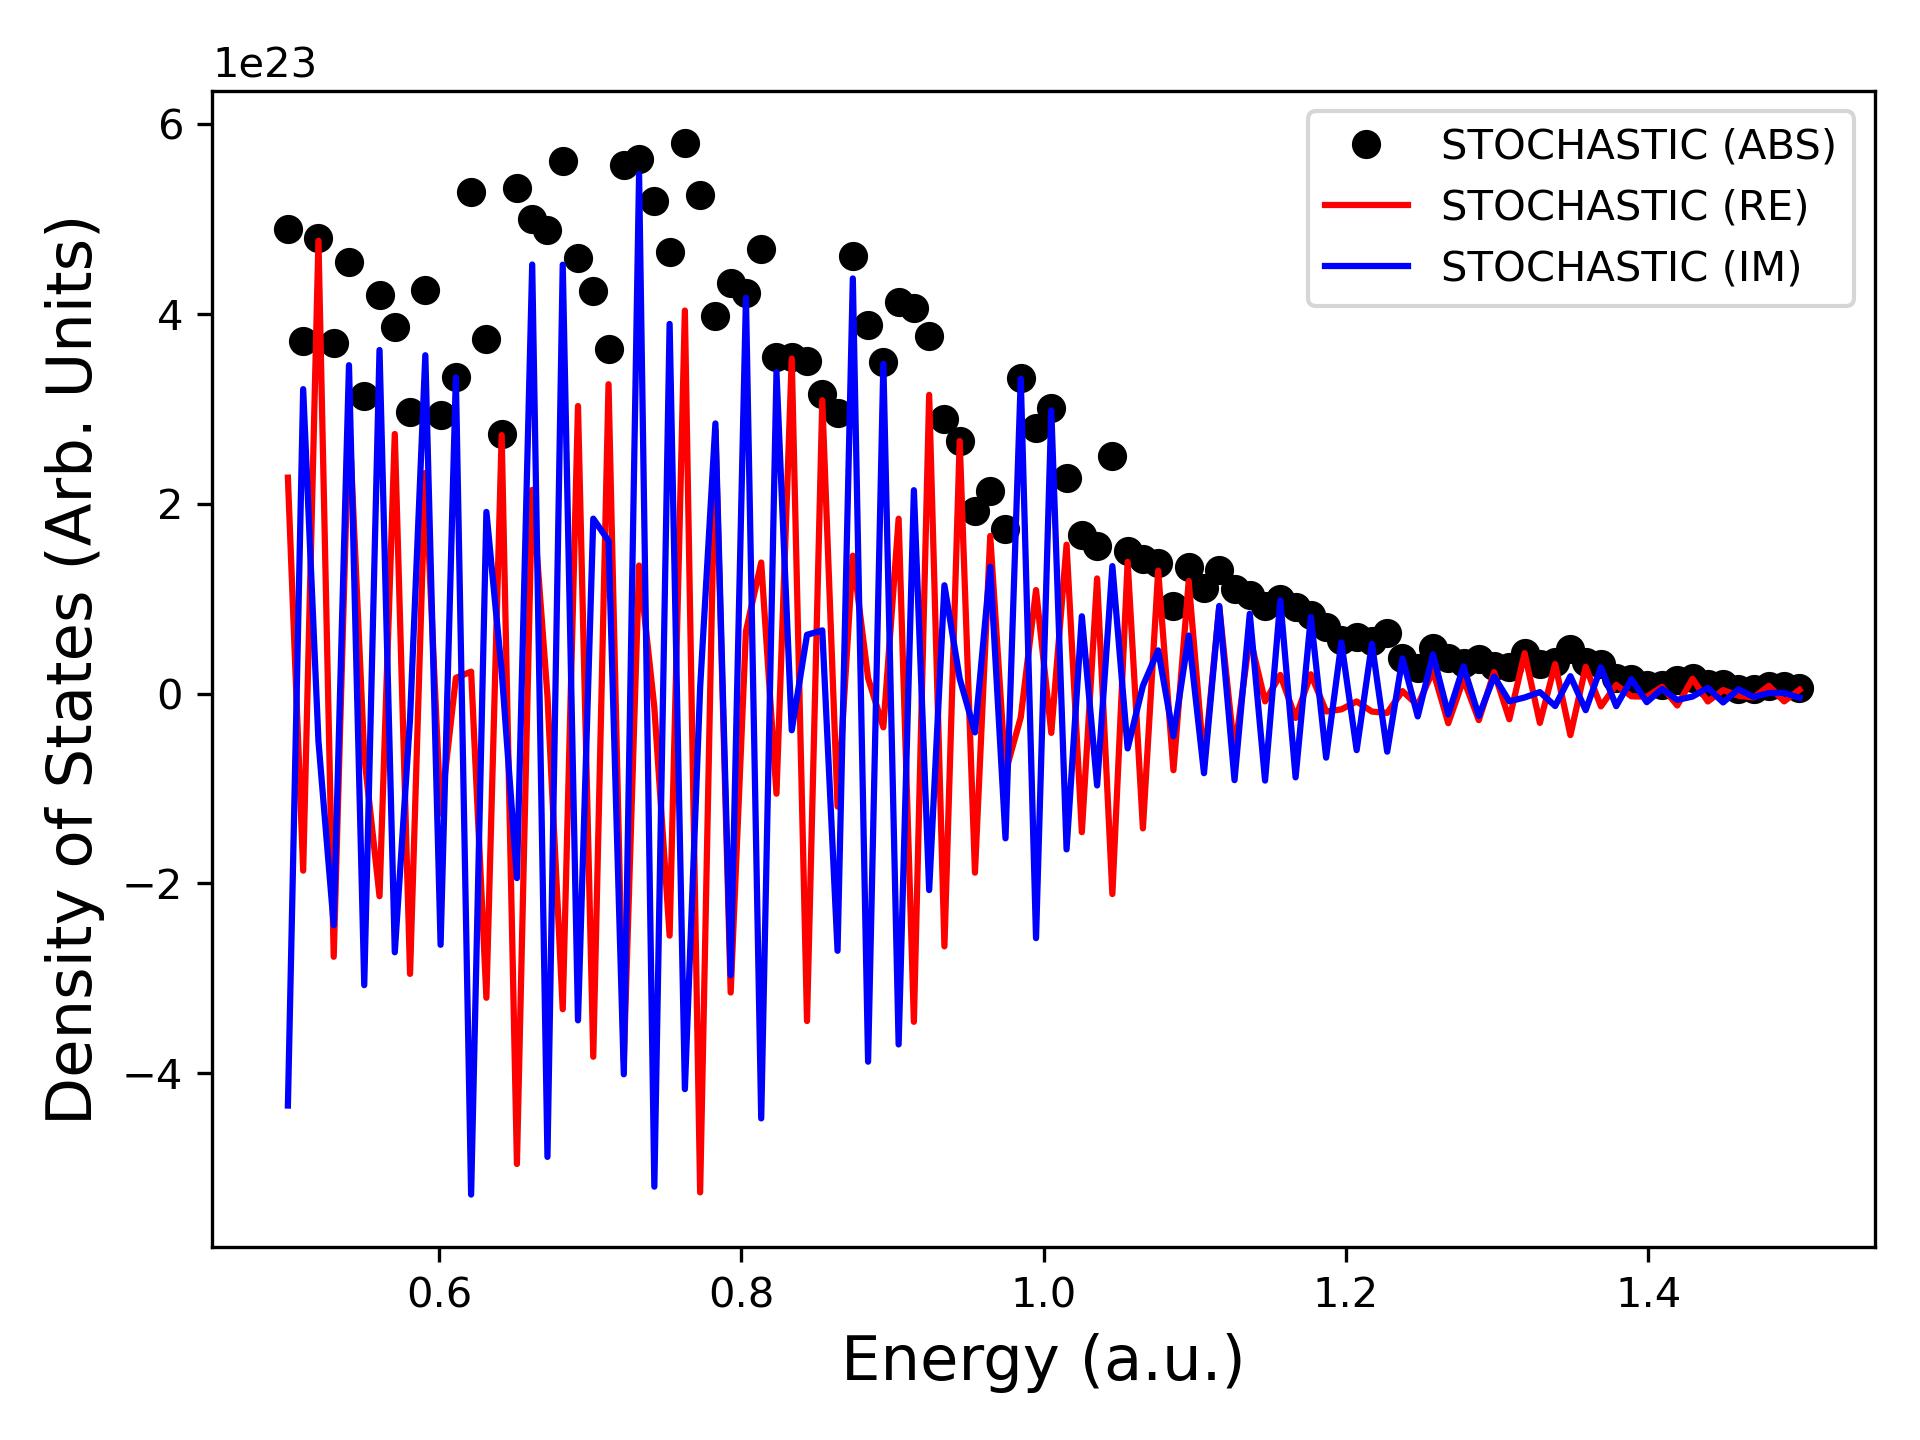 1e23
6
4
2
0
−2
−4
0.6
0.8
1.0
1.2
1.4
Density of States (Arb. Units)
Energy (a.u.)
STOCHASTIC (ABS)
STOCHASTIC (RE)
STOCHASTIC (IM)